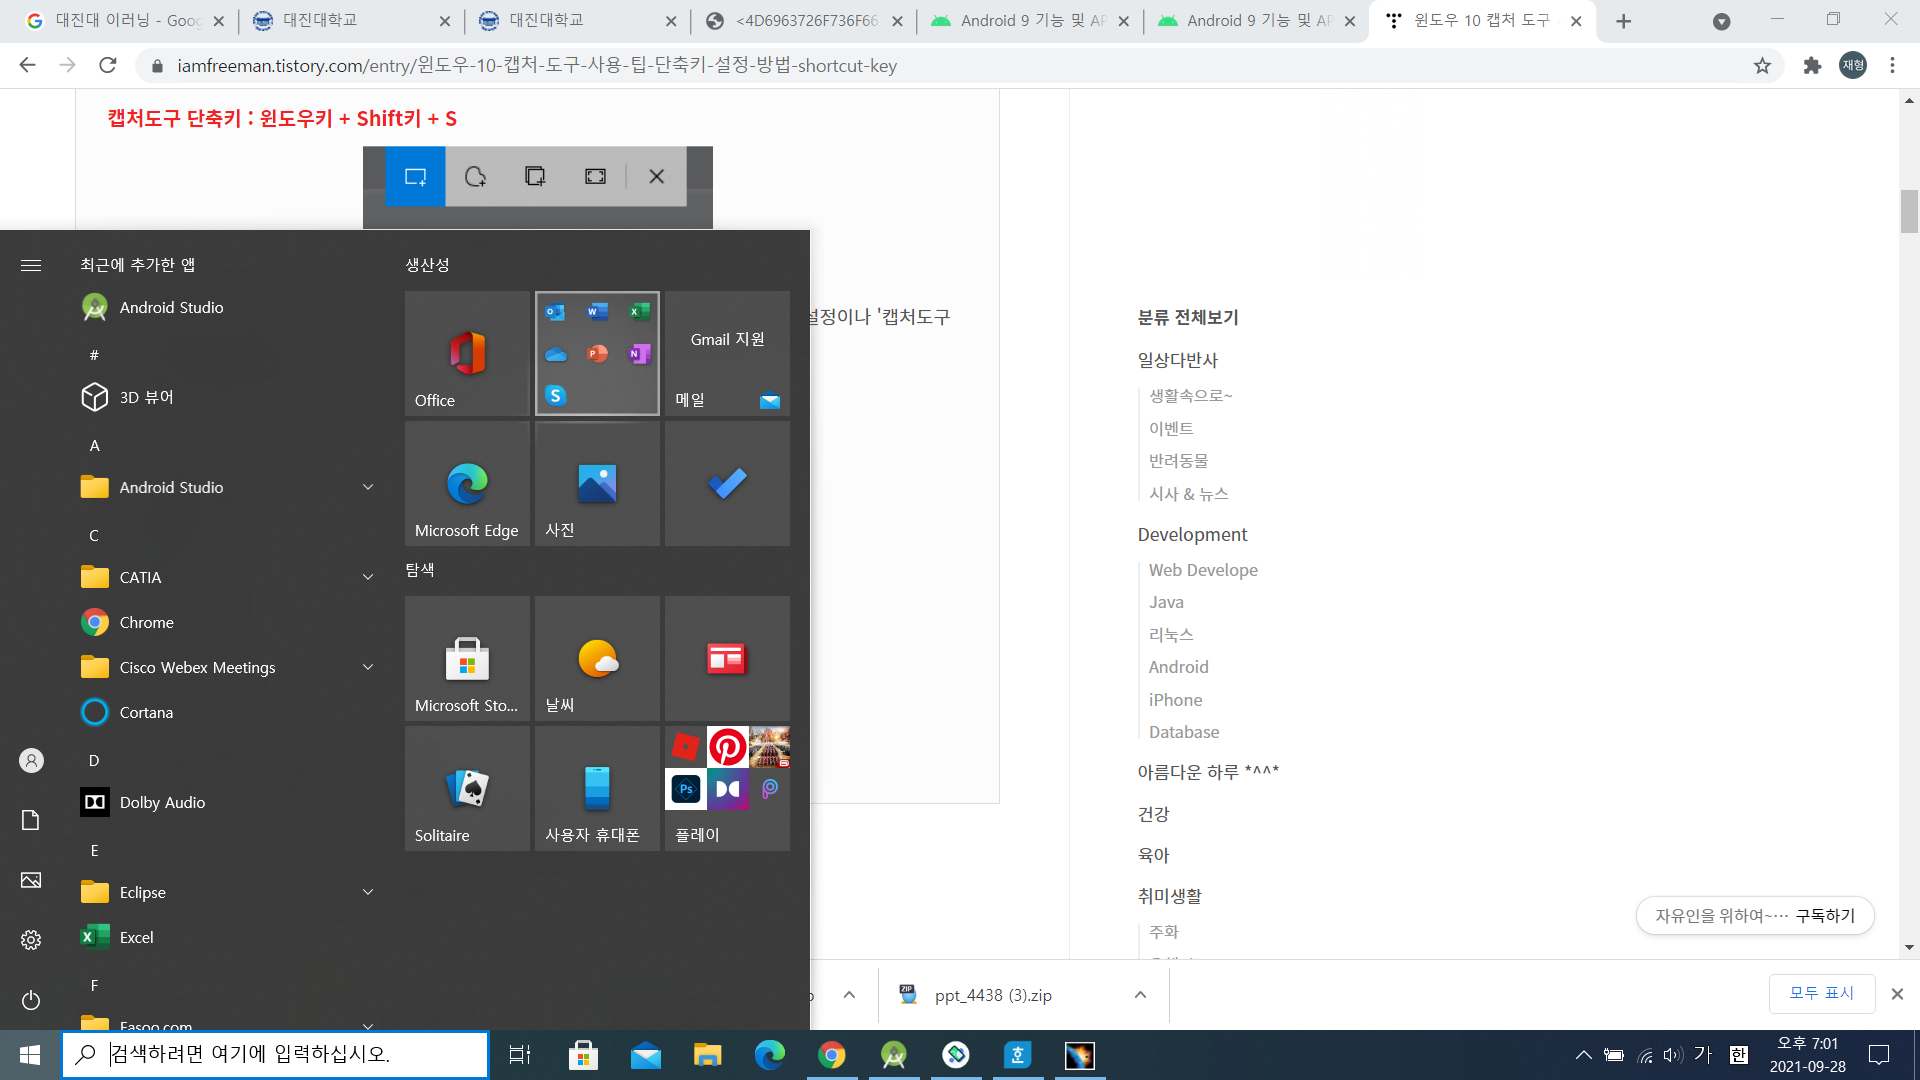 대진대 이러닝 - Goog
대진대학교
대진대학교
<4D6963726F736F66
Android 9 기능 및 AP
Android 9 기능 및 AP
윈도우 10 캡처 도구
iamfreeman.tistory.com/entry/윈도우-10-캡처-도구-사용-팁-단축키-설정-방법-shortcut-key
재형
캡처도구 단축키 : 윈도우키 + Shift키 + S
설정이나 '캡처도구
최근에 추가한 앱
Android Studio
#
3D 뷰어
A
Android Studio
C
CATIA
Chrome
Cisco Webex Meetings
Cortana
D
Dolby Audio
E
Eclipse
Excel
F
Fasoo.com
생산성
Office
Gmail 지원
메일
Microsoft Edge
사진
탐색
Microsoft Sto...
날씨
Solitaire
사용자 휴대폰
Ps
플레이
분류 전체보기
일상다반사
생활속으로~
이벤트
반려동물
시사 & 뉴스
Development
Web Develope
Java
리눅스
Android
iPhone
Database
아름다운 하루 *^^*
건강
육아
취미생활
주화
자유인을 위하여~… 구독하기
ZIP
ppt_4438 (3).zip
모두 표시
검색하려면 여기에 입력하십시오.
호
가
한
오후 7:01
2021-09-28